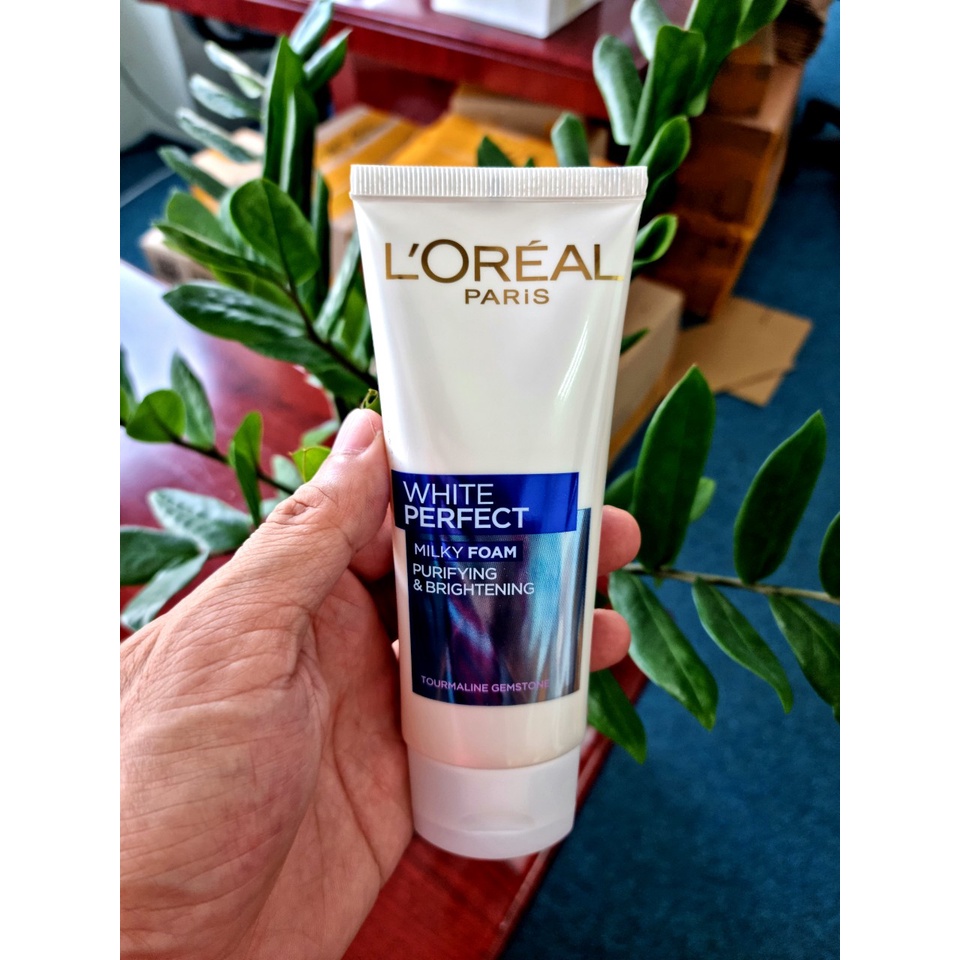 L'ORÉAL
PARiS
WHITE
PERFECT
MILKY FOAM
PURIFYING
& BRIGHTENING
TOURMALINE GEMSTONE